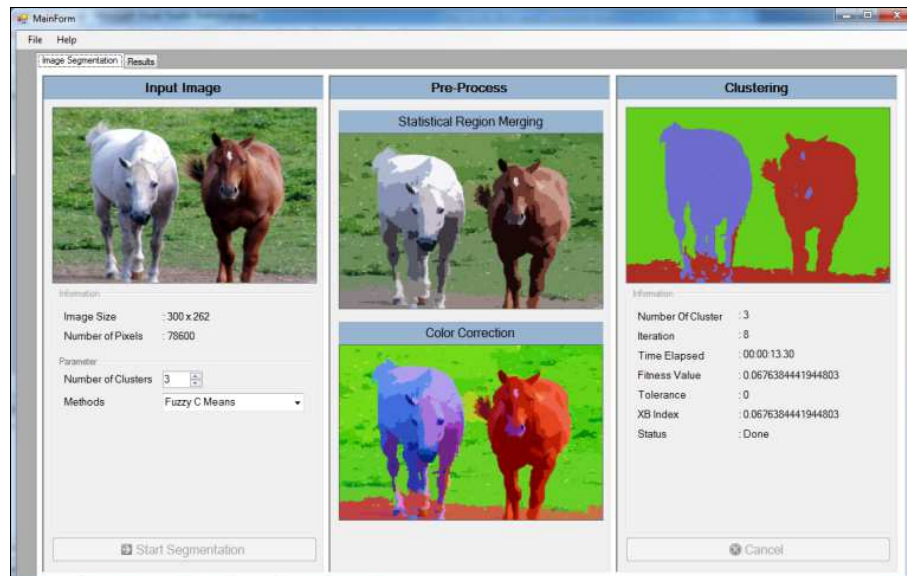 MainForm
File Help
Image Segmentation Results
Input Image
Information
Image Size : 300 x 262
Number of Pixels : 78600
Parameter
Number of Clusters 3
Methods Fuzzy C Means
Start Segmentation
Pre-Process
Statistical Region Merging
Color Correction
Clustering
Information
Number Of Cluster : 3
Iteration : 8
Time Elapsed : 00:00:13.30
Fitness Value : 0.0676384441944803
Tolerance : 0
XB Index : 0.0676384441944803
Status : Done
Cancel